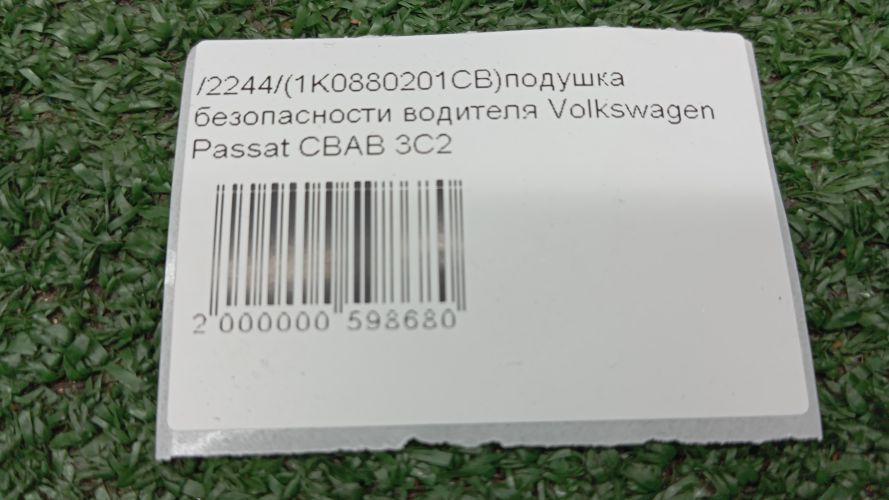 /2244/(1K0880201CB)подушка
безопасности водителя Volkswagen
Passat CBAB 3C2
2 000000 598680